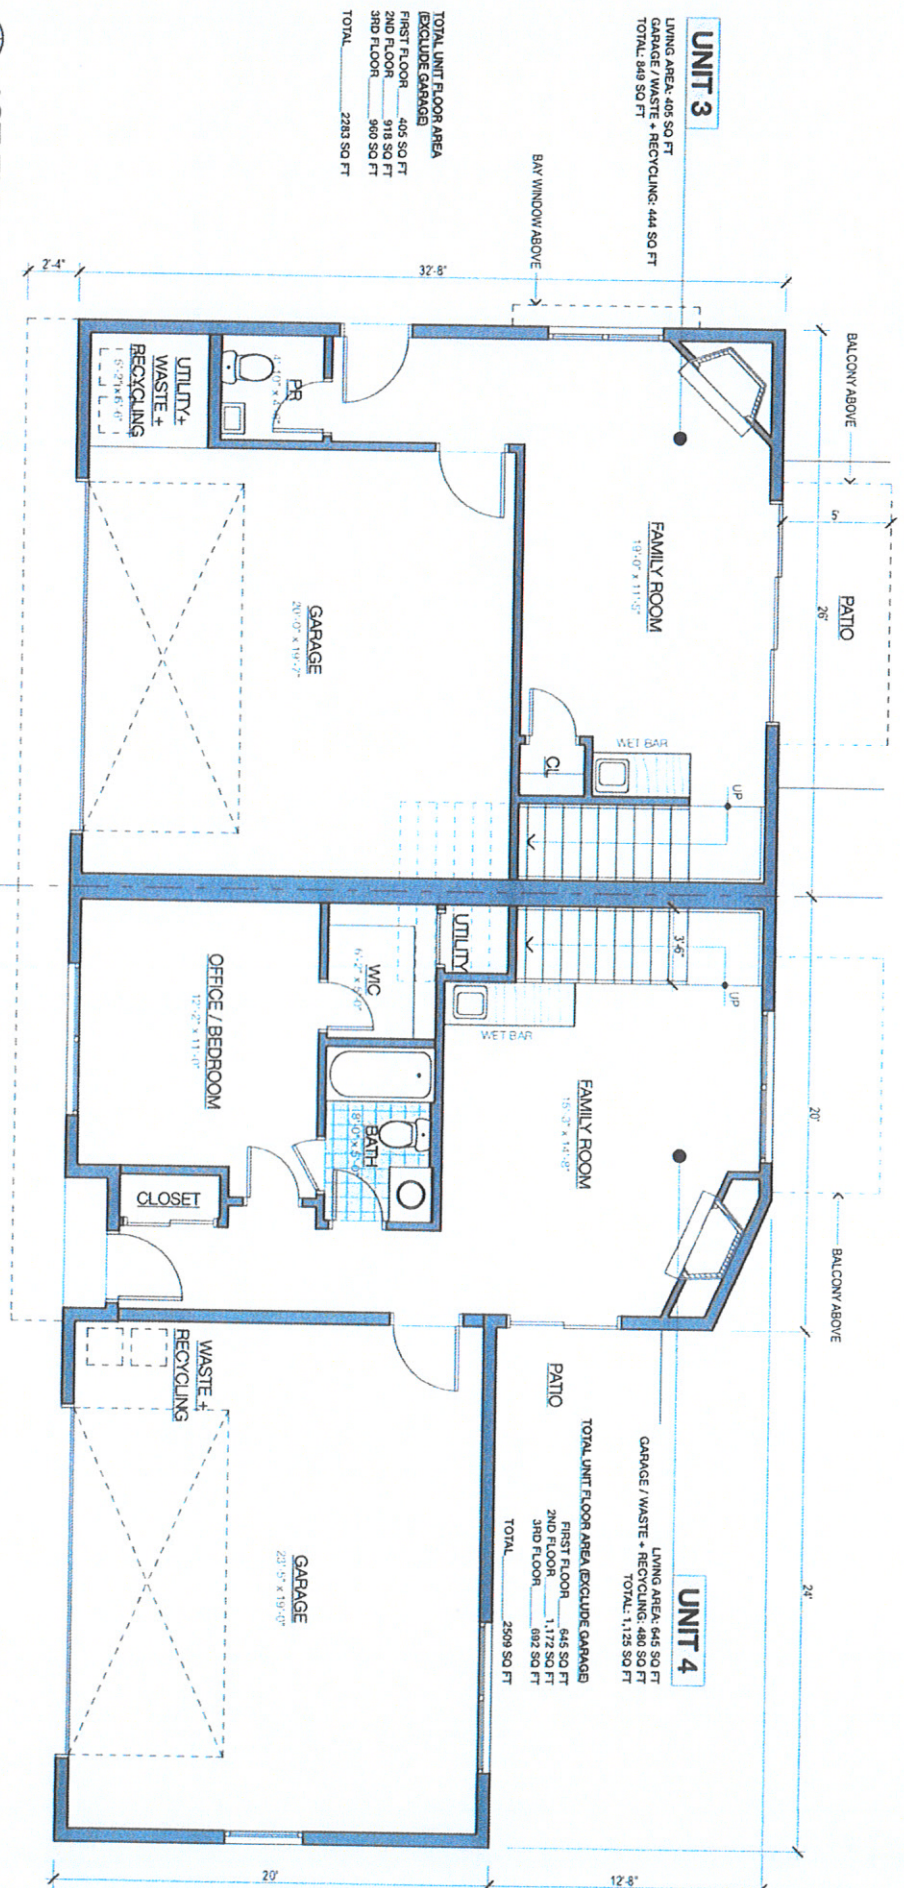 UNIT 3
LIVING AREA: 405 SQ FT
GARAGE / WASTE + RECYCLING: 444 SQ FT
TOTAL: 849 SQ FT
TOTAL UNIT FLOOR AREA
(EXCLUDE GARAGE)
FIRST FLOOR 405 SQ FT
2ND FLOOR 918 SQ FT
3RD FLOOR 960 SQ FT
TOTAL 2283 SQ FT
BAY WINDOW ABOVE
2'-4"
32'-8"
BALCONY ABOVE
5'
PATIO
26'
FAMILY ROOM
19'-0" x 11'-5"
WET BAR
CL
UP
PR
UTILITY+
WASTE +
RECYCLING
GARAGE
20'-0" x 19'-7"
UTILITY
3'-6"
UP
WET BAR
WIC
OFFICE / BEDROOM
12'-2" x 11'-0"
BATH
CLOSET
FAMILY ROOM
15'-3" x 14'-8"
20'
BALCONY ABOVE
PATIO
WASTE +
RECYCLING
GARAGE
23'-5" x 19'-0"
UNIT 4
LIVING AREA: 645 SQ FT
GARAGE / WASTE + RECYCLING: 480 SQ FT
TOTAL: 1,125 SQ FT
TOTAL UNIT FLOOR AREA (EXCLUDE GARAGE)
FIRST FLOOR 645 SQ FT
2ND FLOOR 1,172 SQ FT
3RD FLOOR 692 SQ FT
TOTAL 2509 SQ FT
24'
20'
12'-8"